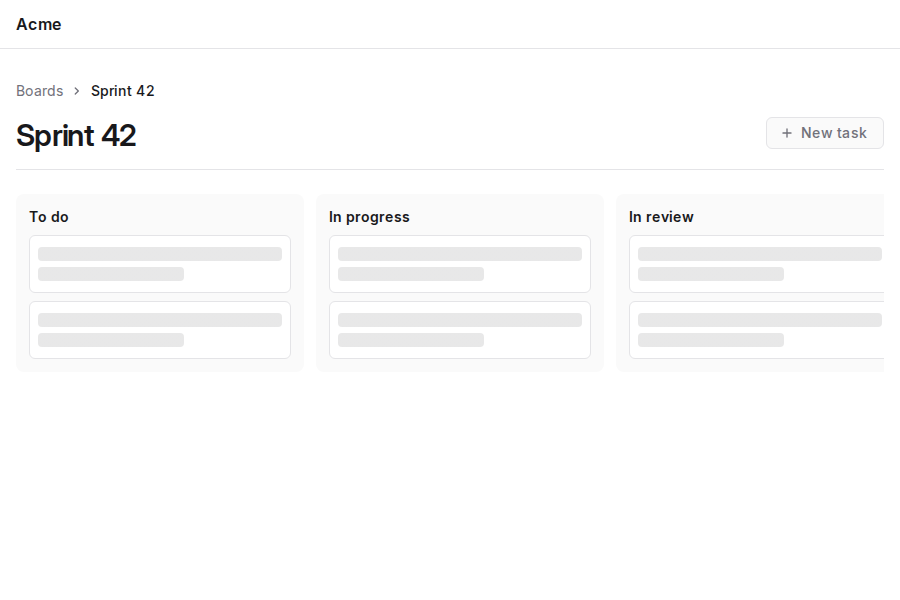 Acme
Boards > Sprint 42
Sprint 42
+ New task
To do
In progress
In review